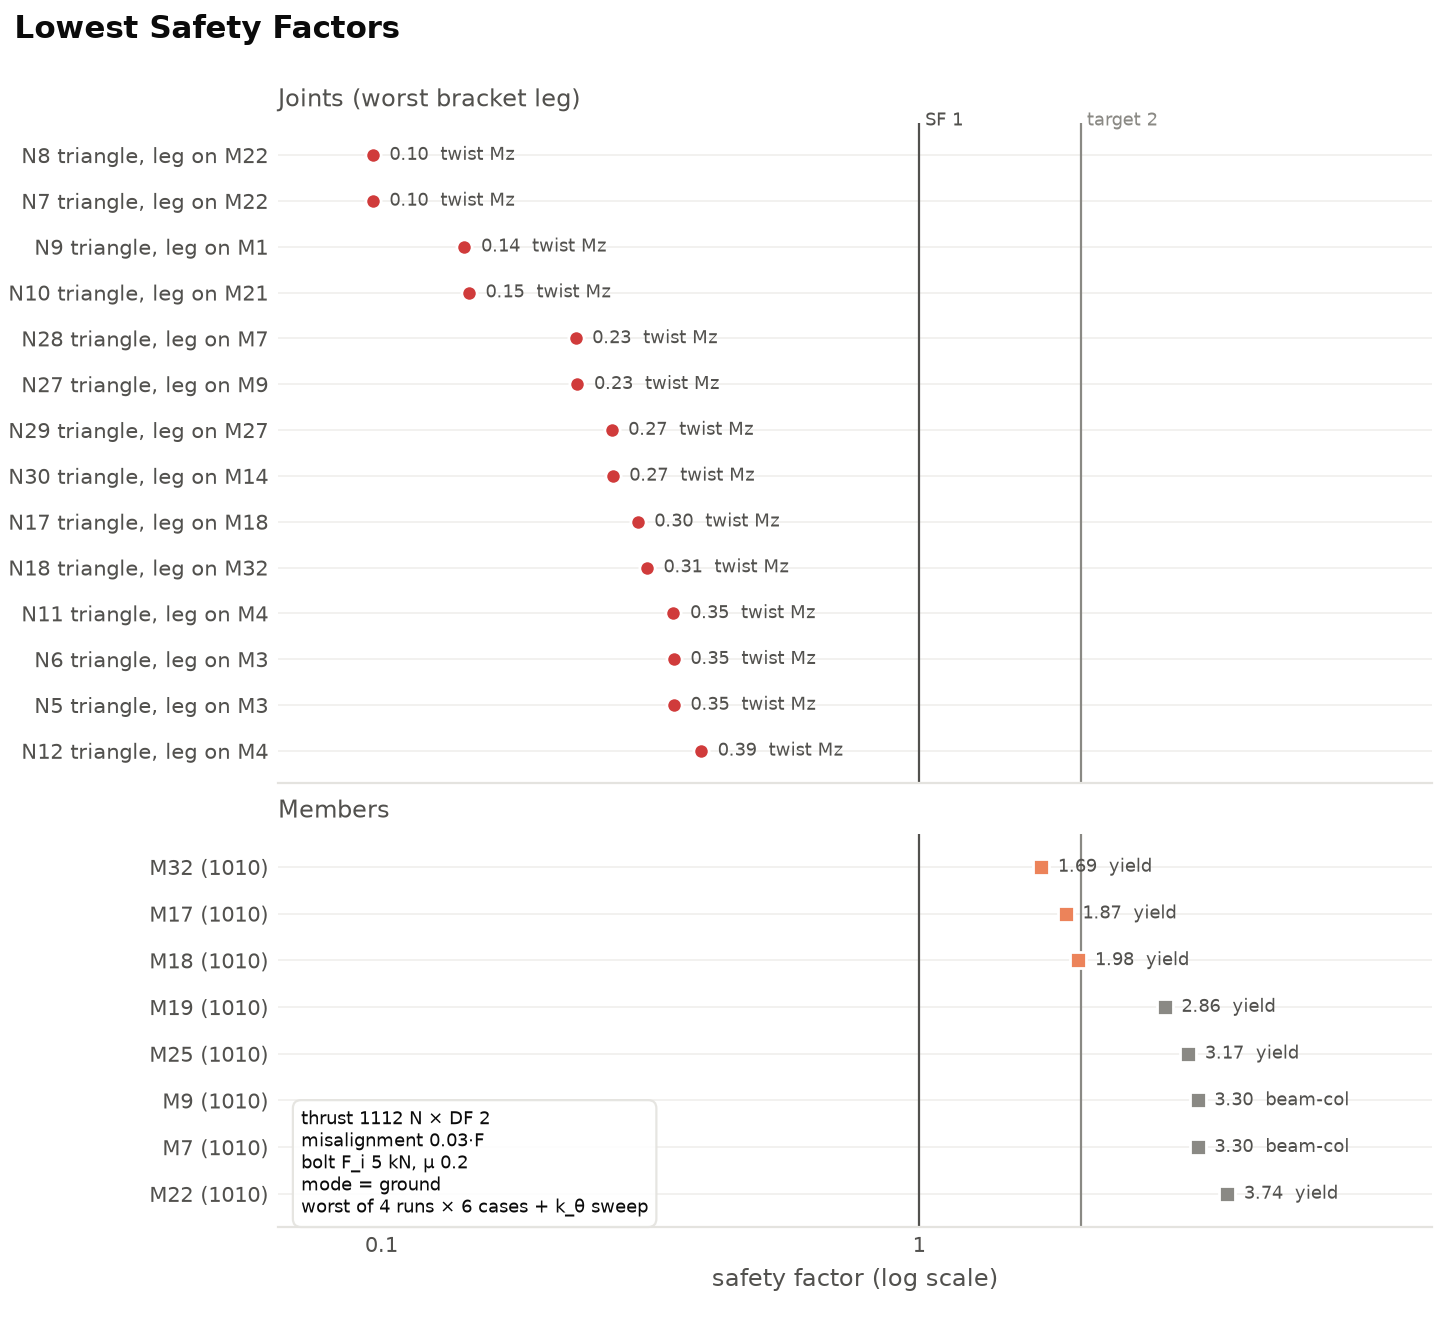 Lowest Safety Factors
Joints (worst bracket leg)
SF 1
target 2
N8 triangle, leg on M22
0.10 twist Mz
N7 triangle, leg on M22
0.10 twist Mz
N9 triangle, leg on M1
0.14 twist Mz
N10 triangle, leg on M21
0.15 twist Mz
N28 triangle, leg on M7
0.23 twist Mz
N27 triangle, leg on M9
0.23 twist Mz
N29 triangle, leg on M27
0.27 twist Mz
N30 triangle, leg on M14
0.27 twist Mz
N17 triangle, leg on M18
0.30 twist Mz
N18 triangle, leg on M32
0.31 twist Mz
N11 triangle, leg on M4
0.35 twist Mz
N6 triangle, leg on M3
0.35 twist Mz
N5 triangle, leg on M3
0.35 twist Mz
N12 triangle, leg on M4
0.39 twist Mz
Members
M32 (1010)
1.69 yield
M17 (1010)
1.87 yield
M18 (1010)
1.98 yield
M19 (1010)
2.86 yield
M25 (1010)
3.17 yield
M9 (1010)
3.30 beam-col
M7 (1010)
3.30 beam-col
M22 (1010)
3.74 yield
thrust 1112 N × DF 2
misalignment 0.03·F
bolt F_i 5 kN, μ 0.2
mode = ground
worst of 4 runs × 6 cases + k_θ sweep
0.1
1
safety factor (log scale)